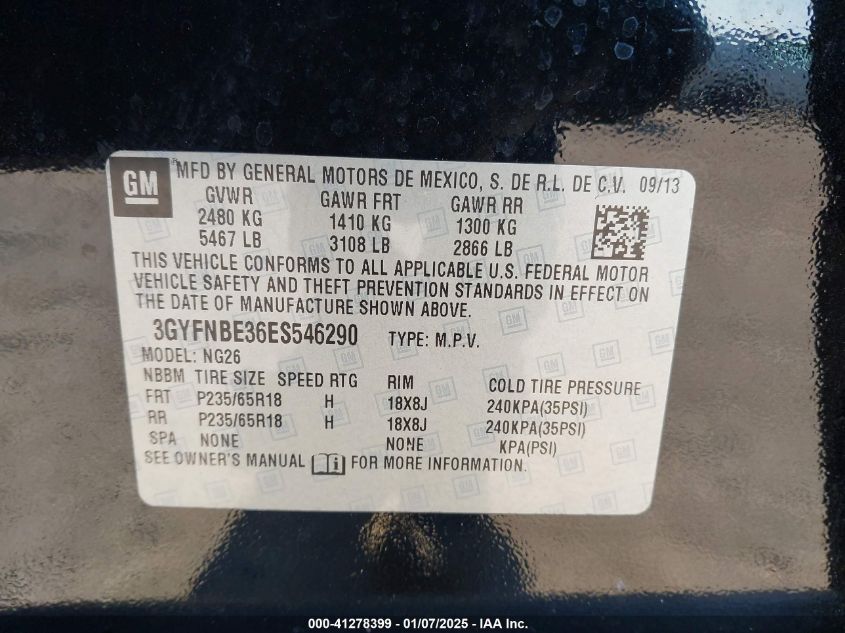 GM
® MFD BY GENERAL MOTORS DE MEXICO, S. DE R.L. DE C.V. 09/13
GVWR GAWR FRT GAWR RR
2480 KG 1410 KG 1300 KG
5467 LB 3108 LB 2866 LB
THIS VEHICLE CONFORMS TO ALL APPLICABLE U.S. FEDERAL MOTOR
VEHICLE SAFETY AND THEFT PREVENTION STANDARDS IN EFFECT ON
THE DATE OF MANUFACTURE SHOWN ABOVE.
3GYFNBE36ES546290 TYPE: M.P.V.
MODEL: NG26
NBBM TIRE SIZE SPEED RTG RIM COLD TIRE PRESSURE
FRT P235/65R18 H 18X8J 240KPA(35PSI)
RR P235/65R18 H 18X8J 240KPA(35PSI)
SPA NONE NONE KPA(PSI)
SEE OWNER'S MANUAL FOR MORE INFORMATION.
000-41278399 | 01/07/2025 - IAA Inc.